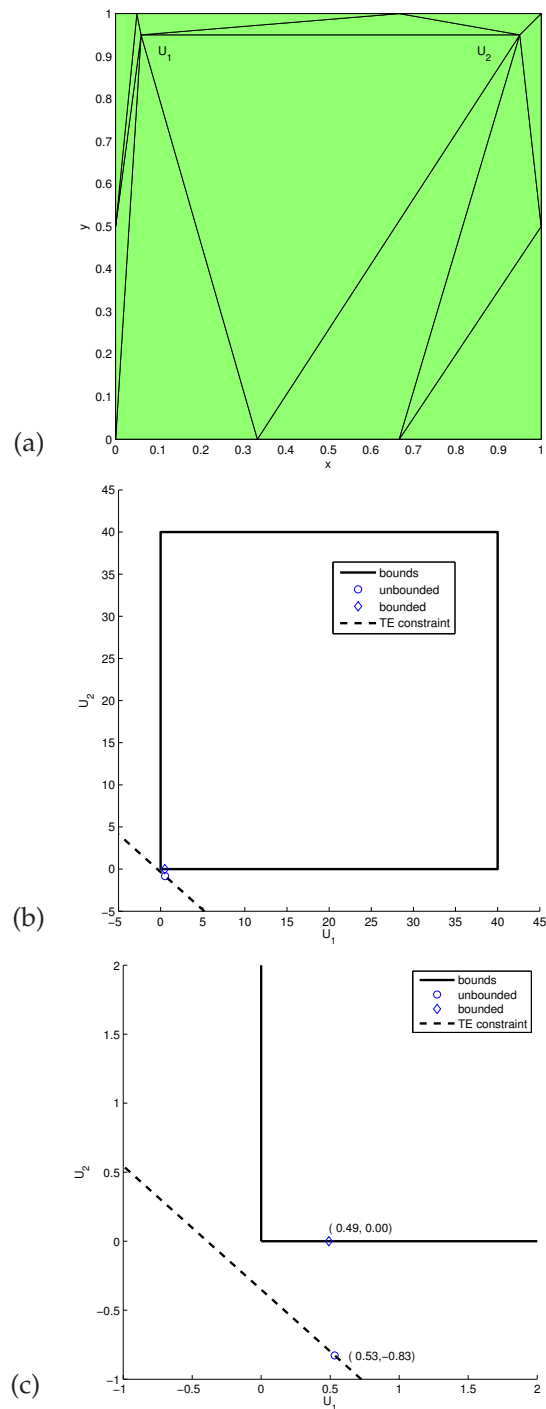 1
0.9
0.8
0.7
0.6
0.5
0.4
0.3
0.2
0.1
0
y
U1
U2
0 0.1 0.2 0.3 0.4 0.5 0.6 0.7 0.8 0.9 1
x
(a)
45
40
35
30
25
20
15
10
5
0
−5
U2
bounds
unbounded
bounded
TE constraint
−5 0 5 10 15 20 25 30 35 40 45
U1
(b)
2
1.5
1
0.5
0
−0.5
−1
U2
bounds
unbounded
bounded
TE constraint
( 0.49, 0.00)
( 0.53,−0.83)
−1 −0.5 0 0.5 1 1.5 2
U1
(c)